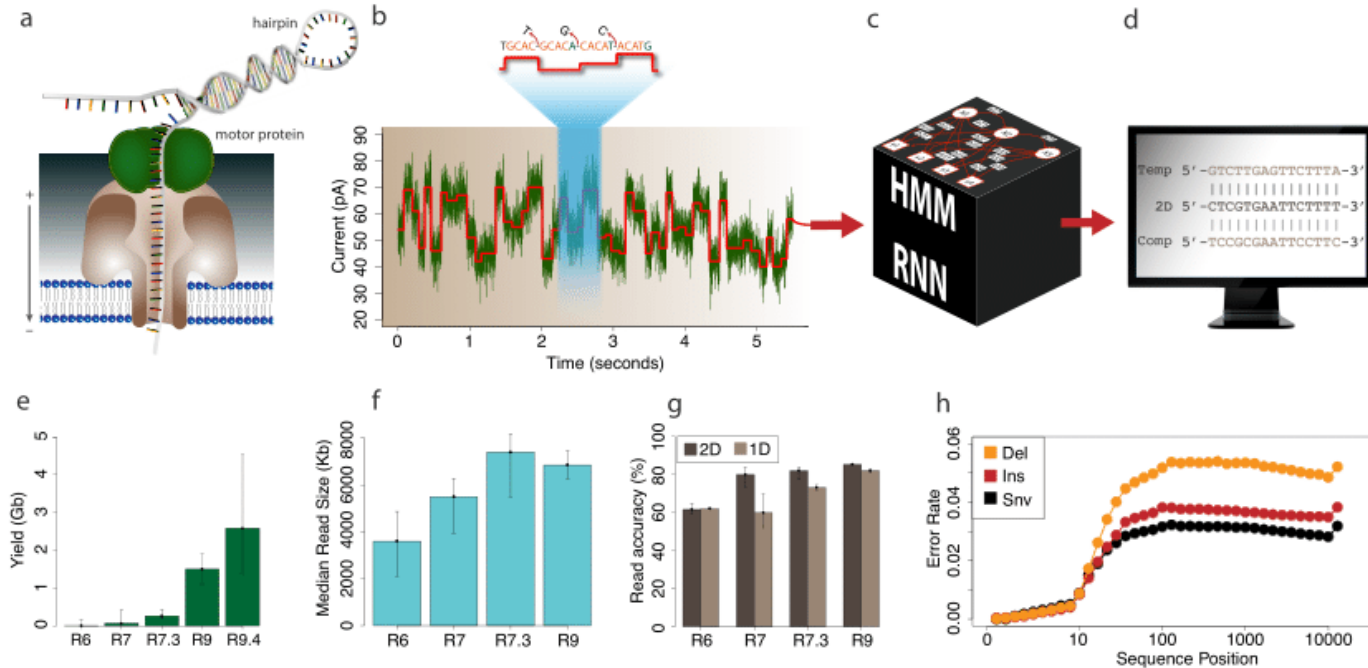 a
hairpin
motor protein
+
−
b
T G C
TGCAC-GCACA-CACAT-ACATG
Current (pA)
90
80
70
60
50
40
30
20
0 1 2 3 4 5
Time (seconds)
c
HMM
RNN
d
Temp 5′-GTCTTGAGTTCTTTA-3′
2D 5′-CTCGTGAATTCTTTT-3′
Comp 5′-TCCGCGAATTCCTTC-3′
e
Yield (Gb)
5
4
3
2
1
0
R6 R7 R7.3 R9 R9.4
f
Median Read Size (Kb)
8000
6000
4000
2000
0
R6 R7 R7.3 R9
g
Read accuracy (%)
2D 1D
100
80
60
40
20
0
R6 R7 R7.3 R9
h
Error Rate
0.06
0.04
0.02
0.00
Del
Ins
Snv
0 10 100 1000 10000
Sequence Position